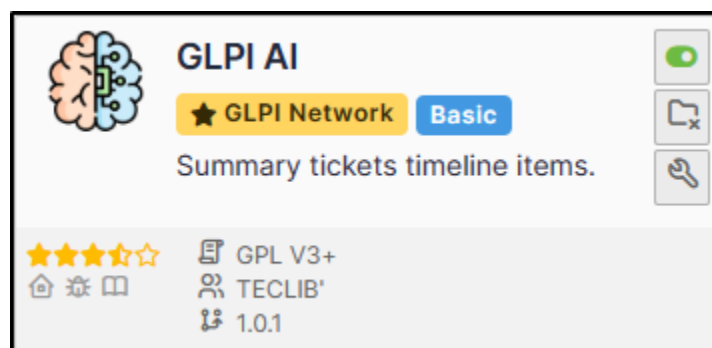 GLPI AI
GLPI Network Basic
Summary tickets timeline items.
GPL V3+
TECLIB'
1.0.1